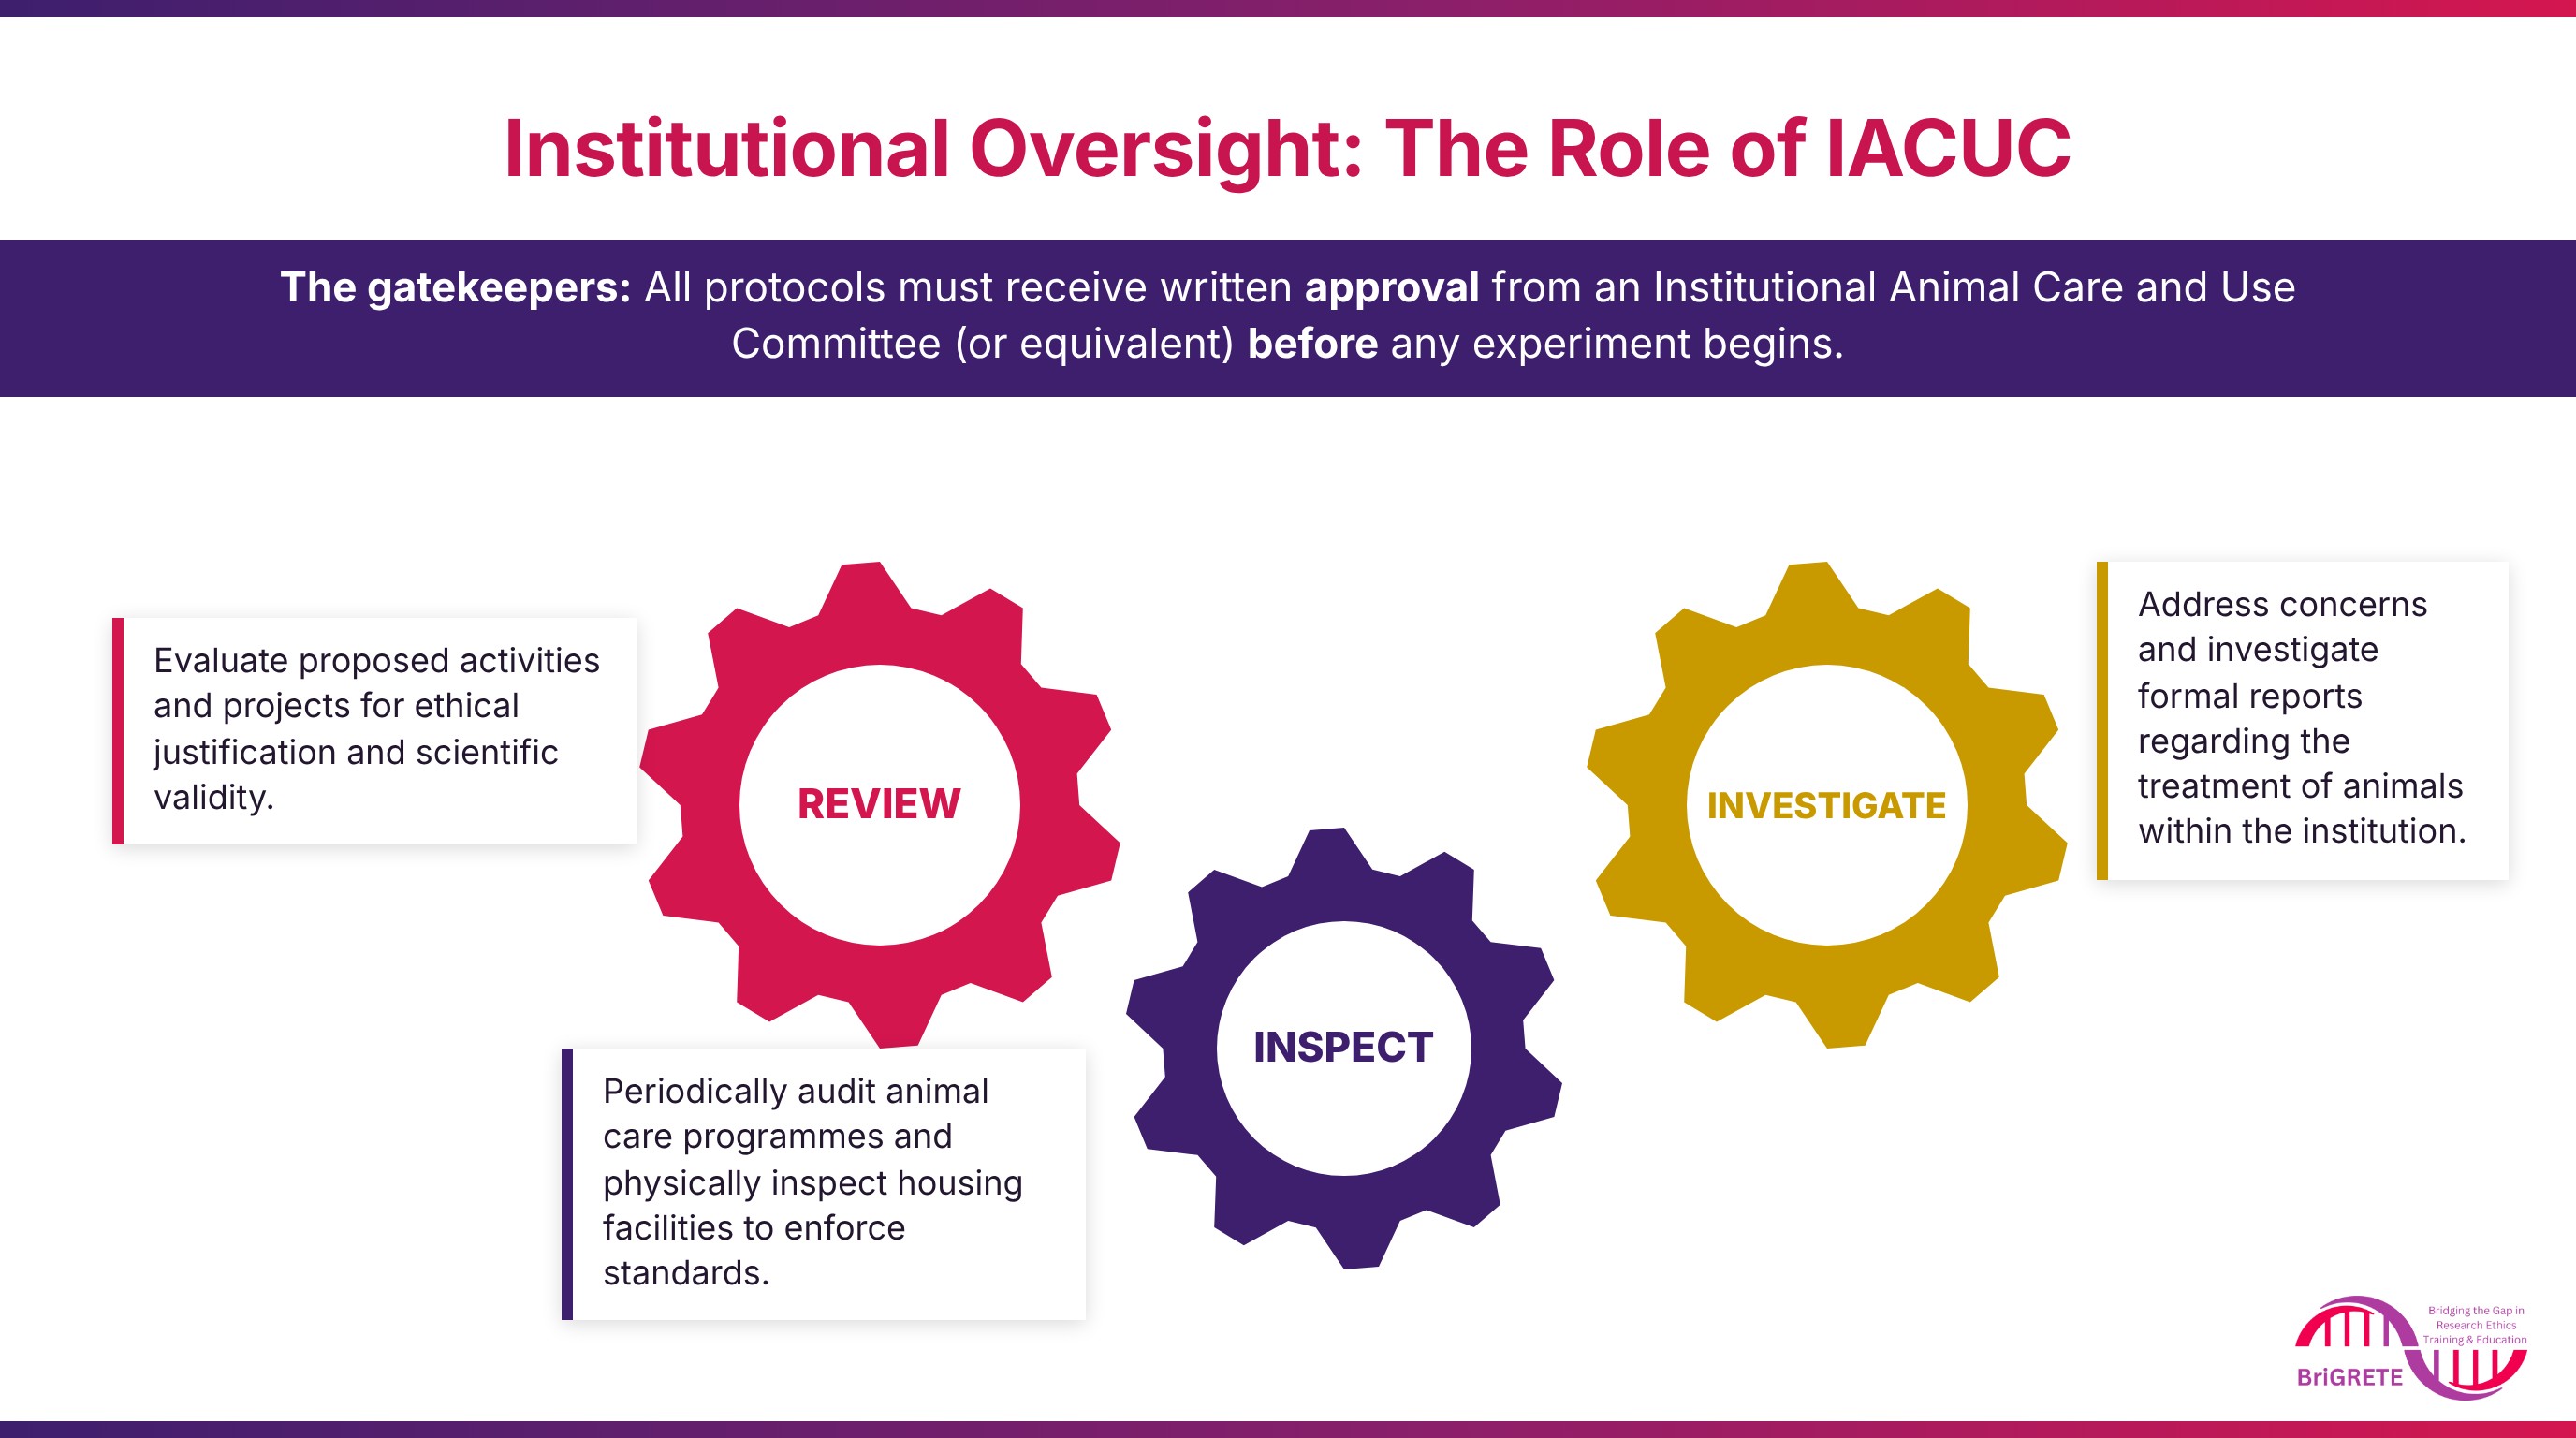 Institutional Oversight: The Role of IACUC
The gatekeepers: All protocols must receive written approval from an Institutional Animal Care and Use
Committee (or equivalent) before any experiment begins.
Evaluate proposed activities
and projects for ethical
justification and scientific
validity.
REVIEW
Periodically audit animal
care programmes and
physically inspect housing
facilities to enforce
standards.
INSPECT
INVESTIGATE
Address concerns
and investigate
formal reports
regarding the
treatment of animals
within the institution.
Bridging the Gap in
Research Ethics
Training & Education
BriGRETE